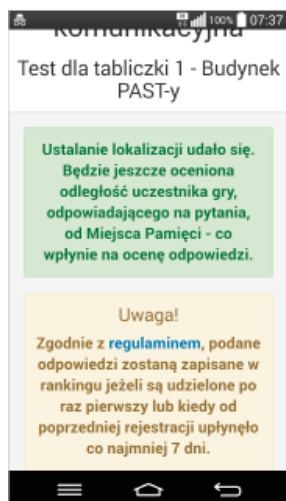 100% 07:37
komunikacyjna
Test dla tabliczki 1 - Budynek
PAST-y
Ustalanie lokalizacji udało się.
Będzie jeszcze oceniona
odległość uczestnika gry,
odpowiadającego na pytania,
od Miejsca Pamięci - co
wpłynie na ocenę odpowiedzi.
Uwaga!
Zgodnie z regulaminem, podane
odpowiedzi zostaną zapisane w
rankingu jeżeli są udzielone po
raz pierwszy lub kiedy od
poprzedniej rejestracji upłynęło
co najmniej 7 dni.